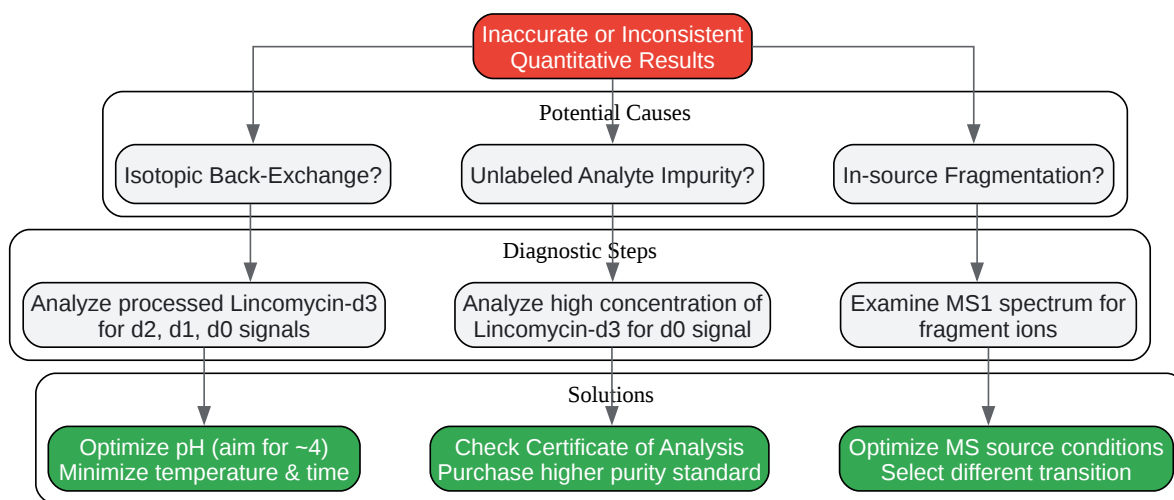 Inaccurate or Inconsistent
Quantitative Results
Potential Causes
Isotopic Back-Exchange?
Unlabeled Analyte Impurity?
In-source Fragmentation?
Diagnostic Steps
Analyze processed Lincomycin-d3
for d2, d1, d0 signals
Analyze high concentration of
Lincomycin-d3 for d0 signal
Examine MS1 spectrum for
fragment ions
Solutions
Optimize pH (aim for ~4)
Minimize temperature & time
Check Certificate of Analysis
Purchase higher purity standard
Optimize MS source conditions
Select different transition